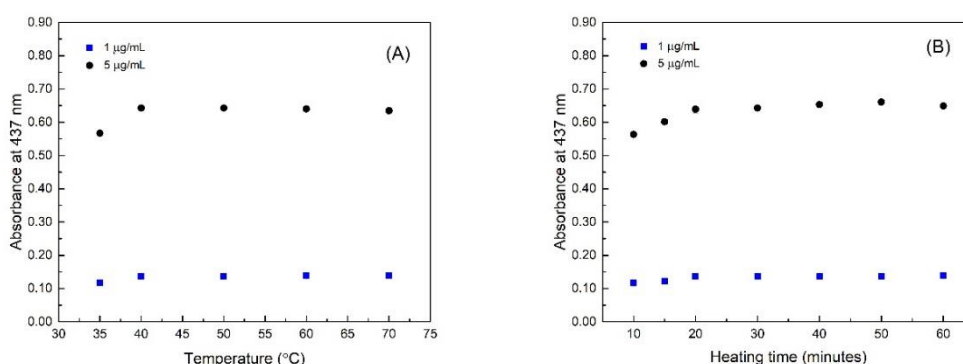 0.90
0.80
0.70
0.60
0.50
0.40
0.30
0.20
0.10
0.00
Absorbance at 437 nm
1 μg/mL
5 μg/mL
(A)
30 35 40 45 50 55 60 65 70 75
Temperature (°C)
0.90
0.80
0.70
0.60
0.50
0.40
0.30
0.20
0.10
0.00
Absorbance at 437 nm
1 μg/mL
5 μg/mL
(B)
10 20 30 40 50 60
Heating time (minutes)